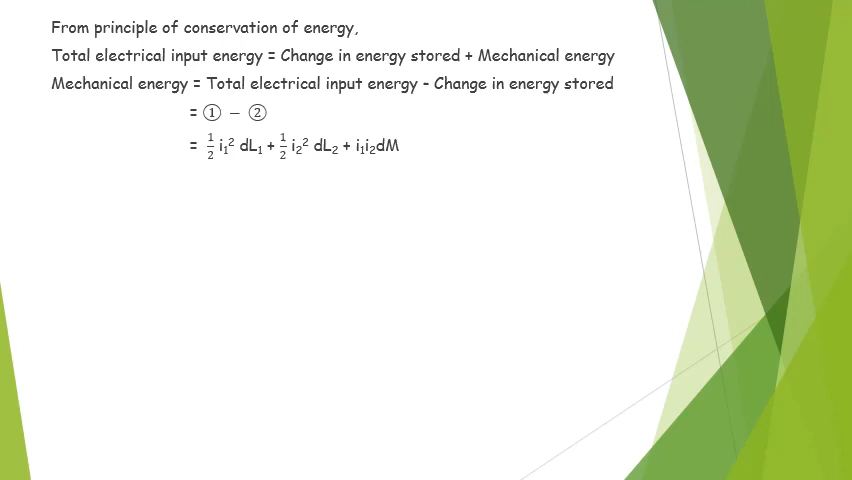 From principle of conservation of energy,
Total electrical input energy = Change in energy stored + Mechanical energy
Mechanical energy = Total electrical input energy - Change in energy stored
= ① − ②
= 1/2 i₁² dL₁ + 1/2 i₂² dL₂ + i₁i₂dM